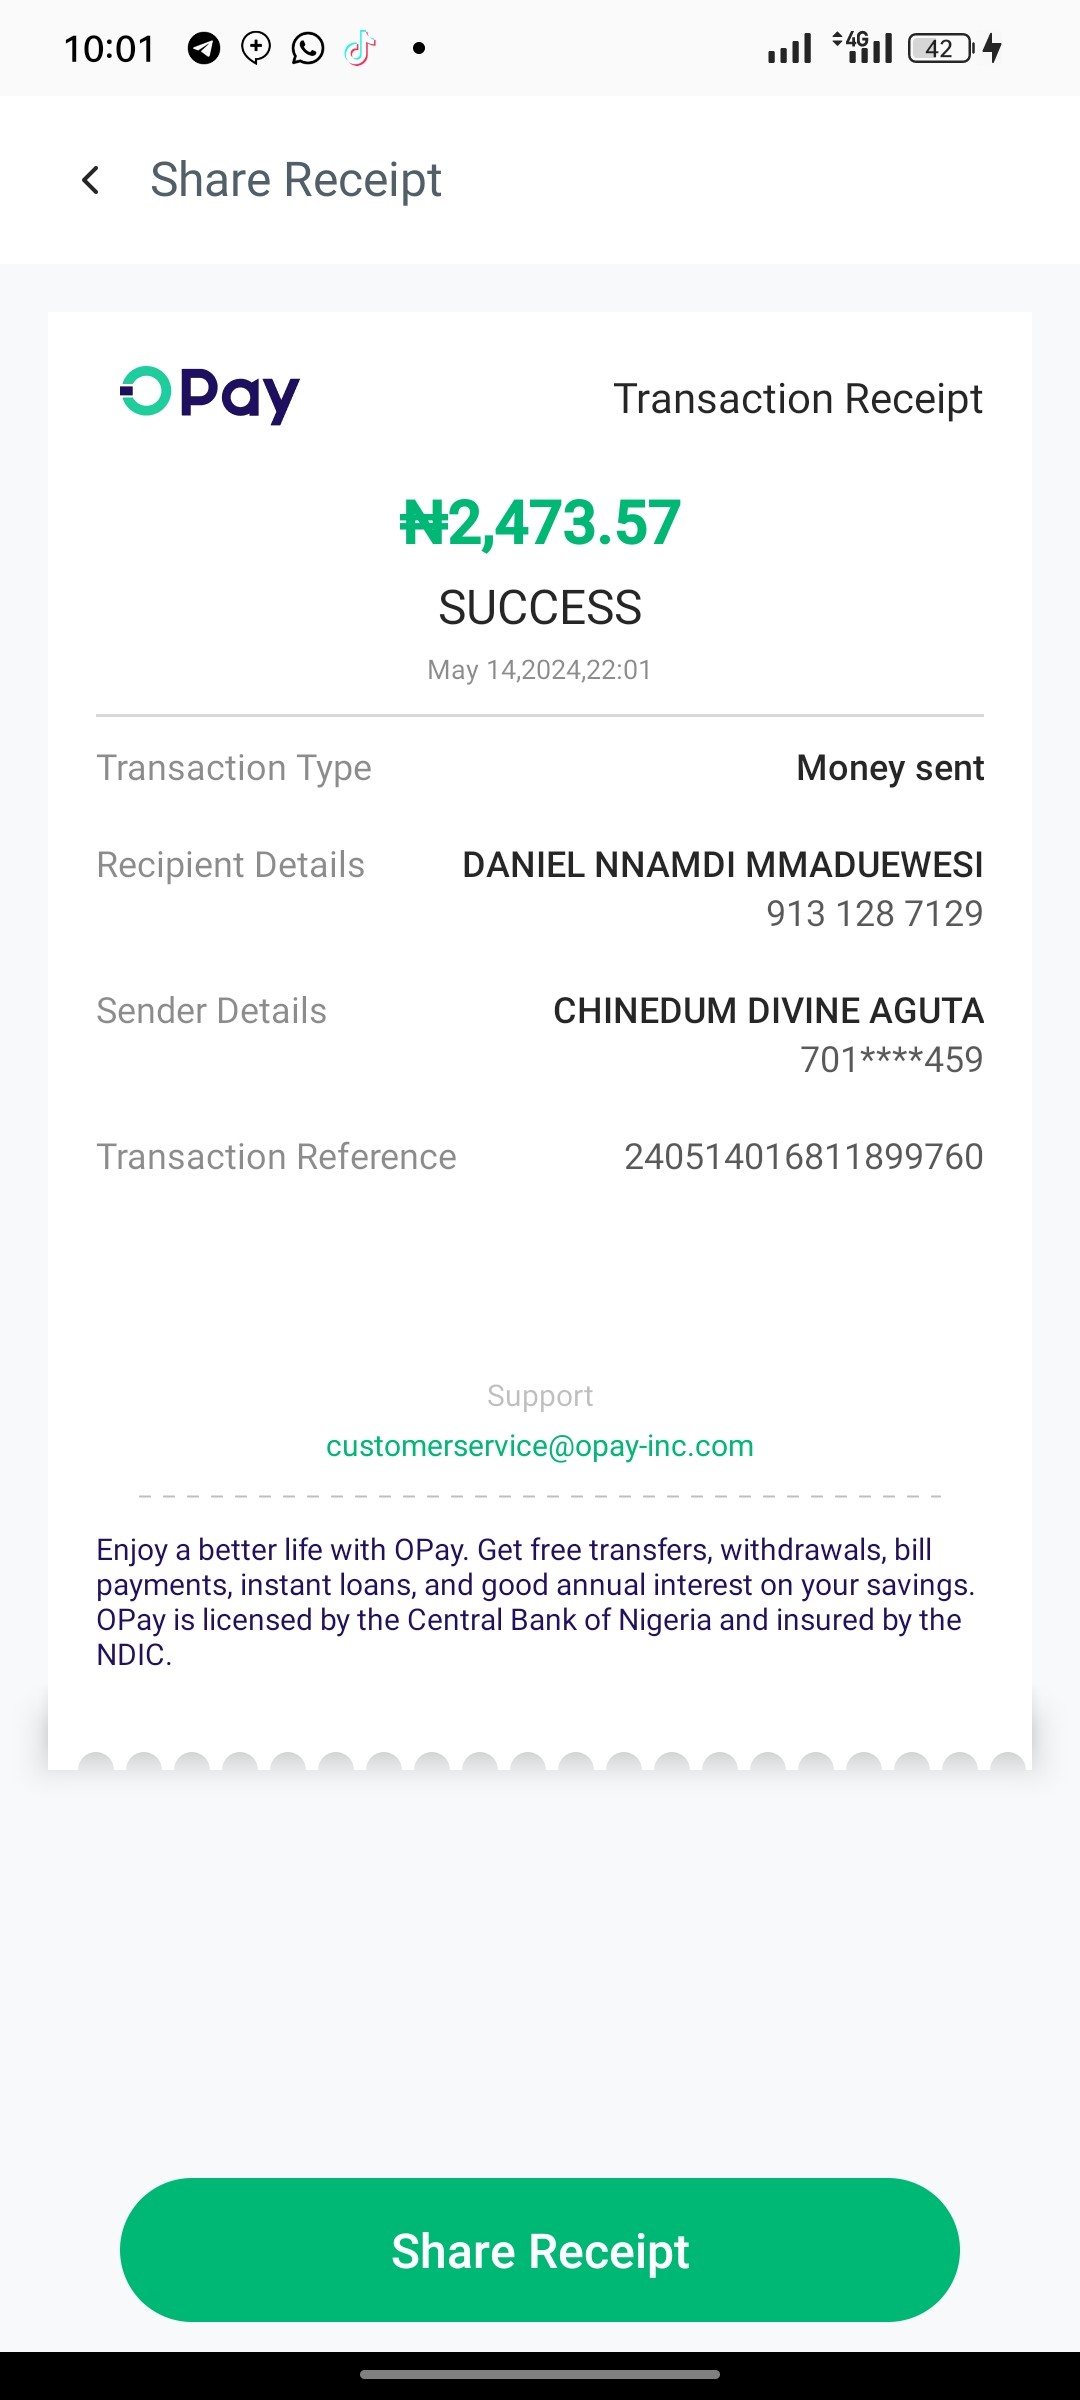 10:01
4G
42
Share Receipt
OPay
Transaction Receipt
₦2,473.57
SUCCESS
May 14,2024,22:01
Transaction Type Money sent
Recipient Details DANIEL NNAMDI MMADUEWESI
913 128 7129
Sender Details CHINEDUM DIVINE AGUTA
701****459
Transaction Reference 240514016811899760
Support
customerservice@opay-inc.com
Enjoy a better life with OPay. Get free transfers, withdrawals, bill
payments, instant loans, and good annual interest on your savings.
OPay is licensed by the Central Bank of Nigeria and insured by the
NDIC.
Share Receipt